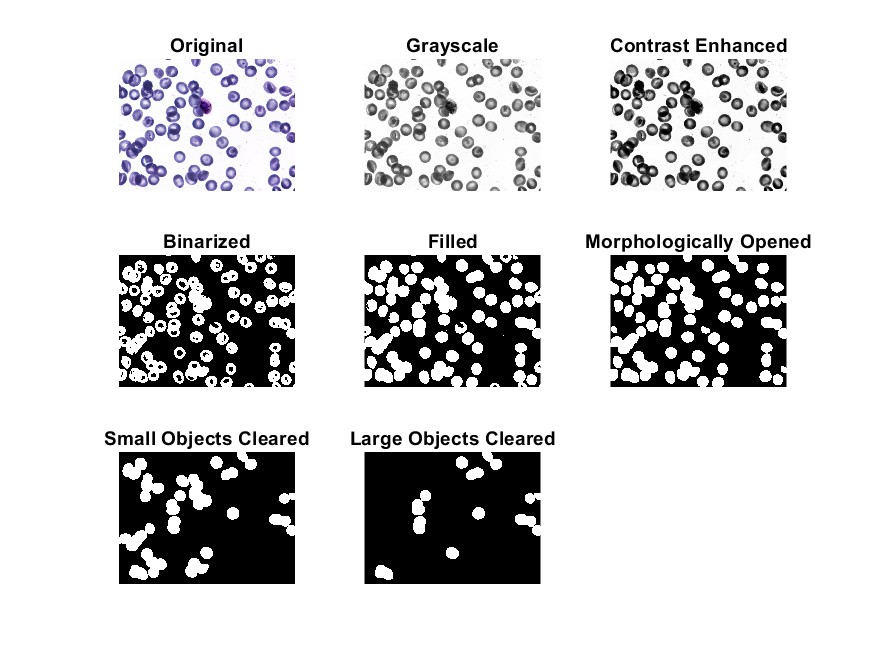 Original
Grayscale
Contrast Enhanced
Binarized
Filled
Morphologically Opened
Small Objects Cleared
Large Objects Cleared